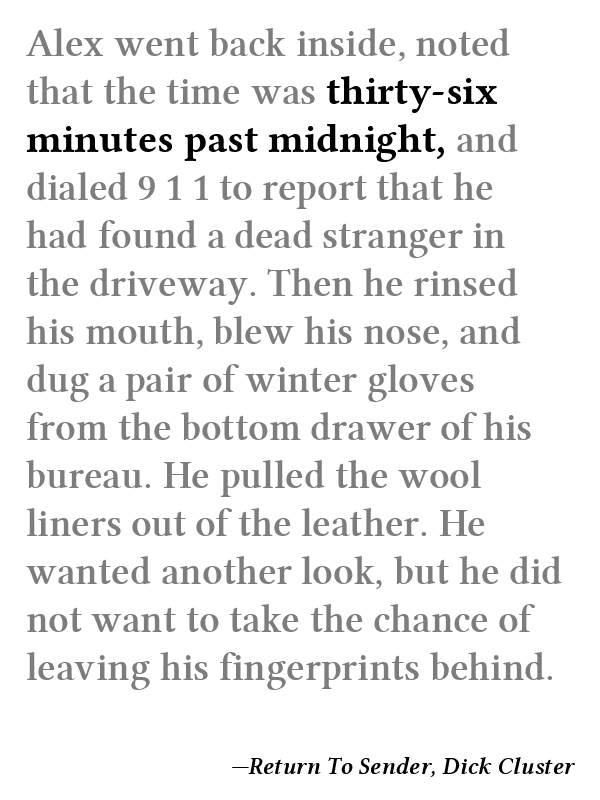 Alex went back inside, noted
that the time was thirty-six
minutes past midnight, and
dialed 9 1 1 to report that he
had found a dead stranger in
the driveway. Then he rinsed
his mouth, blew his nose, and
dug a pair of winter gloves
from the bottom drawer of his
bureau. He pulled the wool
liners out of the leather. He
wanted another look, but he did
not want to take the chance of
leaving his fingerprints behind.
—Return To Sender, Dick Cluster